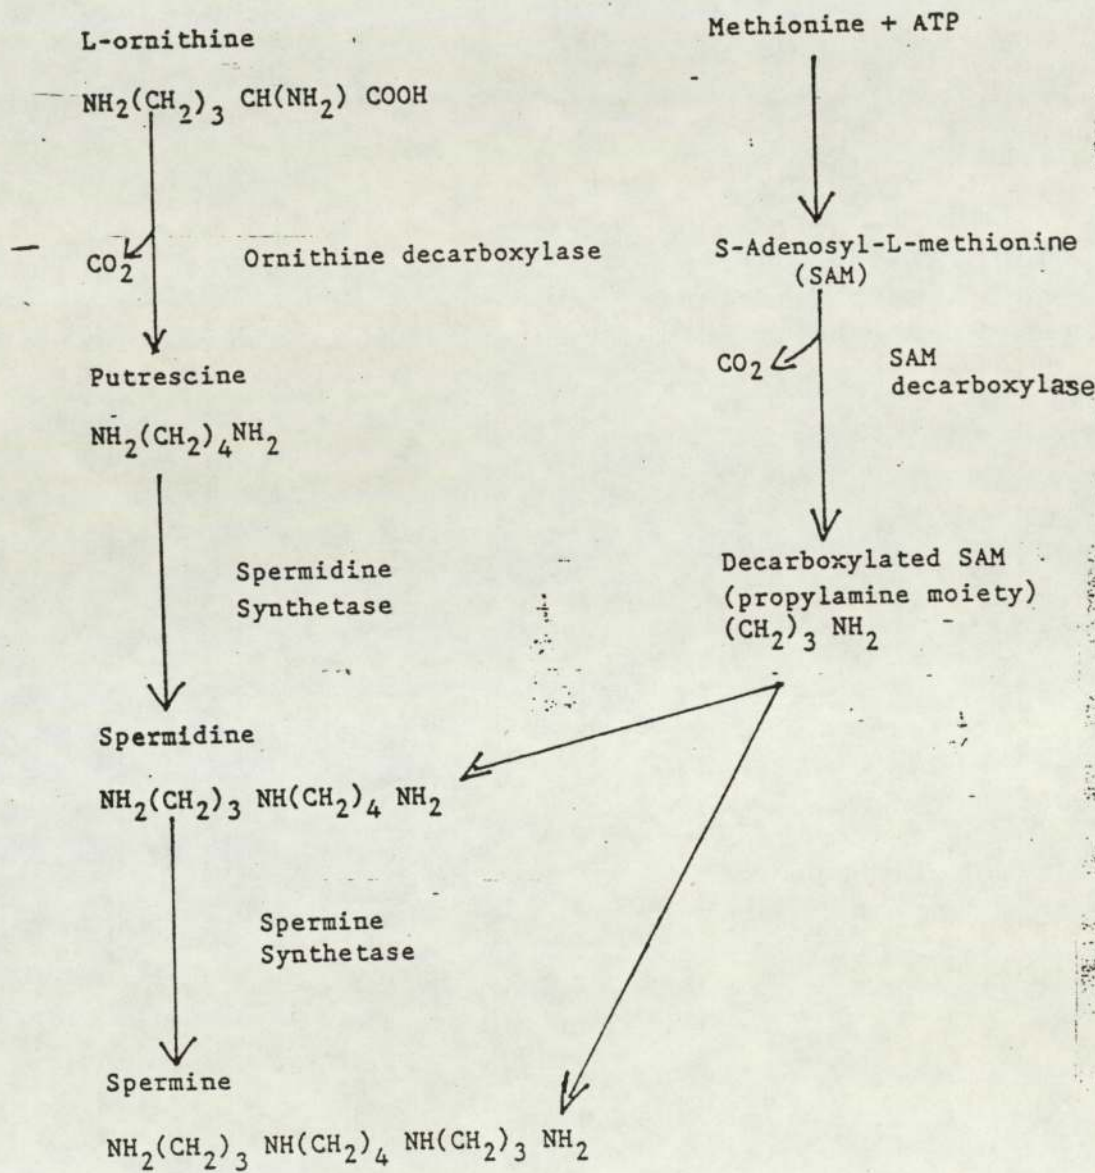 L-ornithine
NH₂(CH₂)₃ CH(NH₂) COOH
CO₂
Ornithine decarboxylase
Putrescine
NH₂(CH₂)₄NH₂
Spermidine
Synthetase
Spermidine
NH₂(CH₂)₃ NH(CH₂)₄ NH₂
Spermine
Synthetase
Spermine
NH₂(CH₂)₃ NH(CH₂)₄ NH(CH₂)₃ NH₂
Methionine + ATP
S-Adenosyl-L-methionine
(SAM)
CO₂
SAM
decarboxylase
Decarboxylated SAM
(propylamine moiety)
(CH₂)₃ NH₂